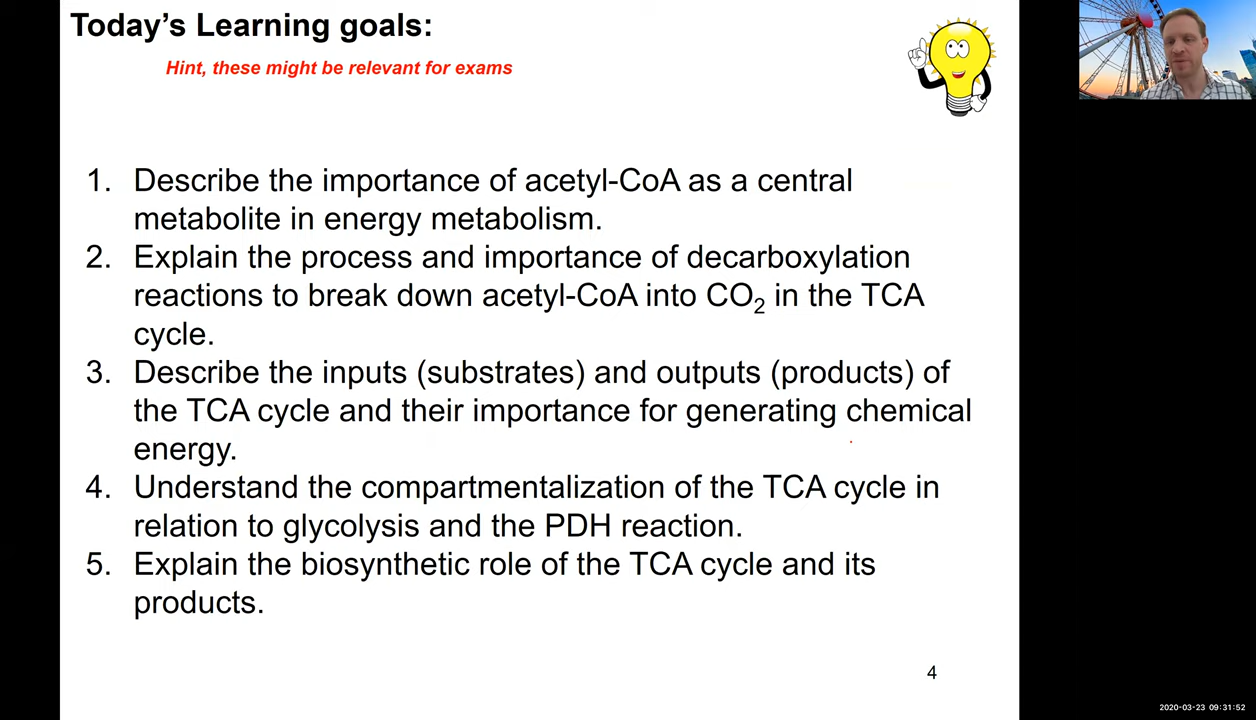 Today’s Learning goals:
Hint, these might be relevant for exams
1. Describe the importance of acetyl-CoA as a central
metabolite in energy metabolism.
2. Explain the process and importance of decarboxylation
reactions to break down acetyl-CoA into CO₂ in the TCA
cycle.
3. Describe the inputs (substrates) and outputs (products) of
the TCA cycle and their importance for generating chemical
energy.
4. Understand the compartmentalization of the TCA cycle in
relation to glycolysis and the PDH reaction.
5. Explain the biosynthetic role of the TCA cycle and its
products.
4
2020-03-23 09:31:52